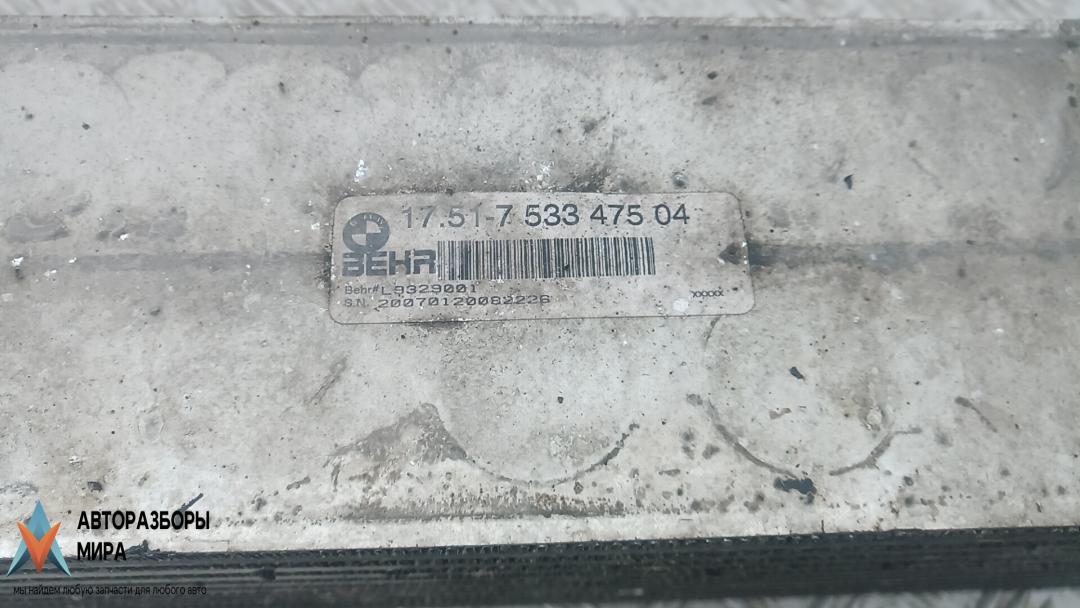 17.51-7 533 475 04
BEHR
Behr# L9329001
S.N. 20070120082226
XXXXX
АВТОРАЗБОРЫ
МИРА
мы найдем любую запчасти для любого авто